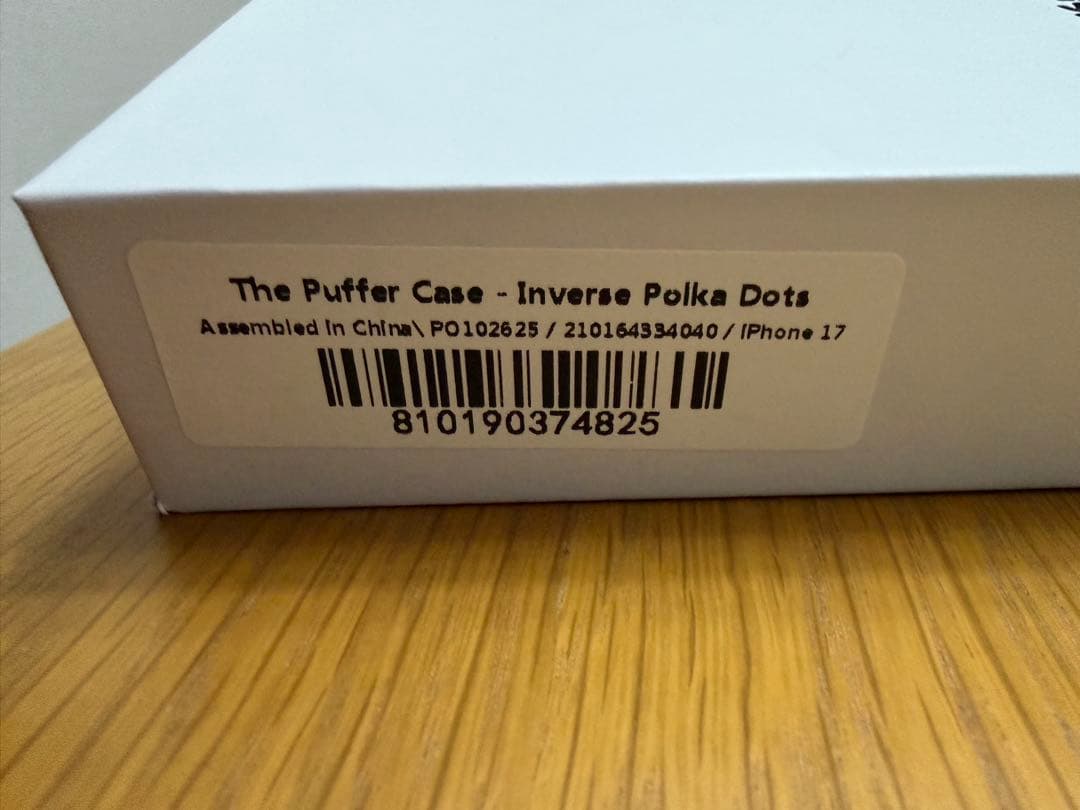 The Puffer Case - Inverse Polka Dots
Assembled in China\ PO102625 / 210164334040 / iPhone 17
810190374825